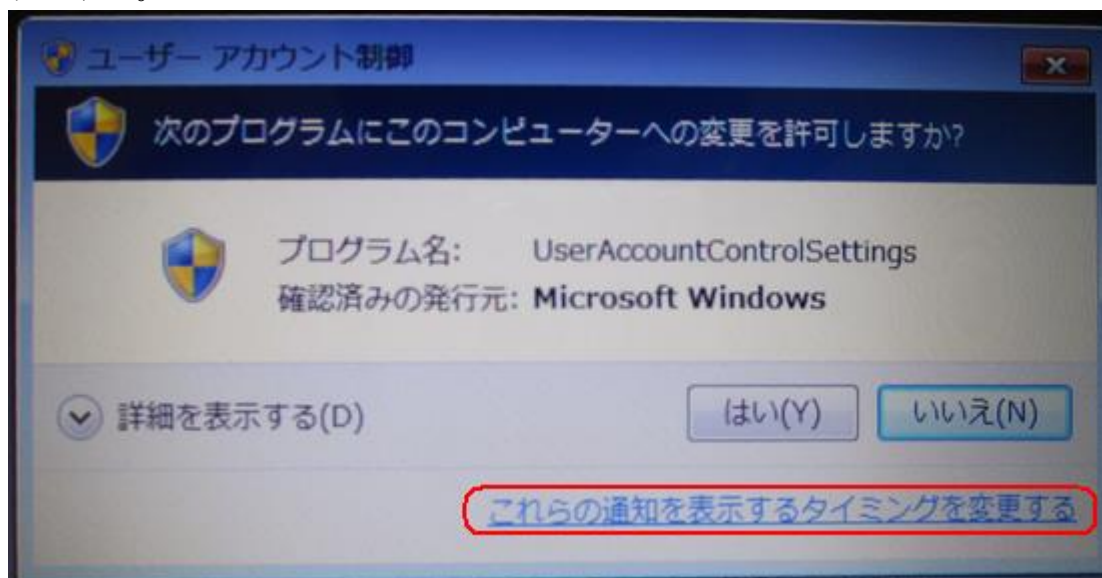 ユーザー アカウント制御
次のプログラムにこのコンピューターへの変更を許可しますか?
プログラム名: UserAccountControlSettings
確認済みの発行元: Microsoft Windows
詳細を表示する(D)
はい(Y) いいえ(N)
これらの通知を表示するタイミングを変更する